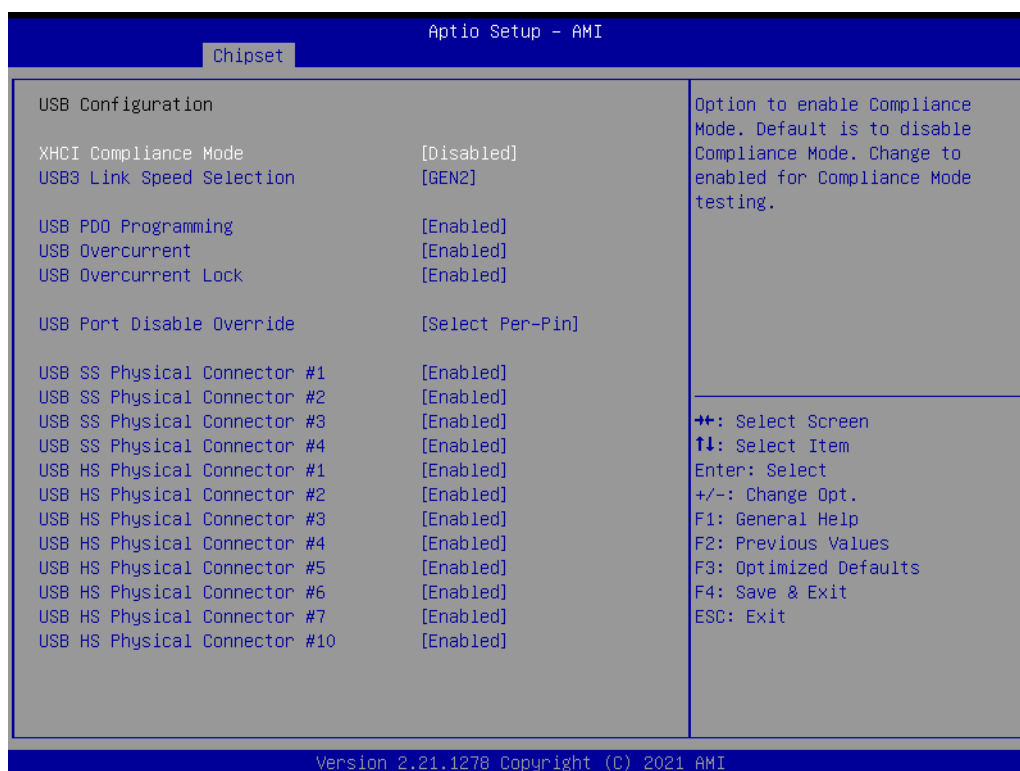 Aptio Setup – AMI
Chipset
USB Configuration
XHCI Compliance Mode [Disabled]
USB3 Link Speed Selection [GEN2]
USB PDO Programming [Enabled]
USB Overcurrent [Enabled]
USB Overcurrent Lock [Enabled]
USB Port Disable Override [Select Per-Pin]
USB SS Physical Connector #1 [Enabled]
USB SS Physical Connector #2 [Enabled]
USB SS Physical Connector #3 [Enabled]
USB SS Physical Connector #4 [Enabled]
USB HS Physical Connector #1 [Enabled]
USB HS Physical Connector #2 [Enabled]
USB HS Physical Connector #3 [Enabled]
USB HS Physical Connector #4 [Enabled]
USB HS Physical Connector #5 [Enabled]
USB HS Physical Connector #6 [Enabled]
USB HS Physical Connector #7 [Enabled]
USB HS Physical Connector #10 [Enabled]
Option to enable Compliance
Mode. Default is to disable
Compliance Mode. Change to
enabled for Compliance Mode
testing.
→←: Select Screen
↑↓: Select Item
Enter: Select
+/-: Change Opt.
F1: General Help
F2: Previous Values
F3: Optimized Defaults
F4: Save & Exit
ESC: Exit
Version 2.21.1278 Copyright (C) 2021 AMI